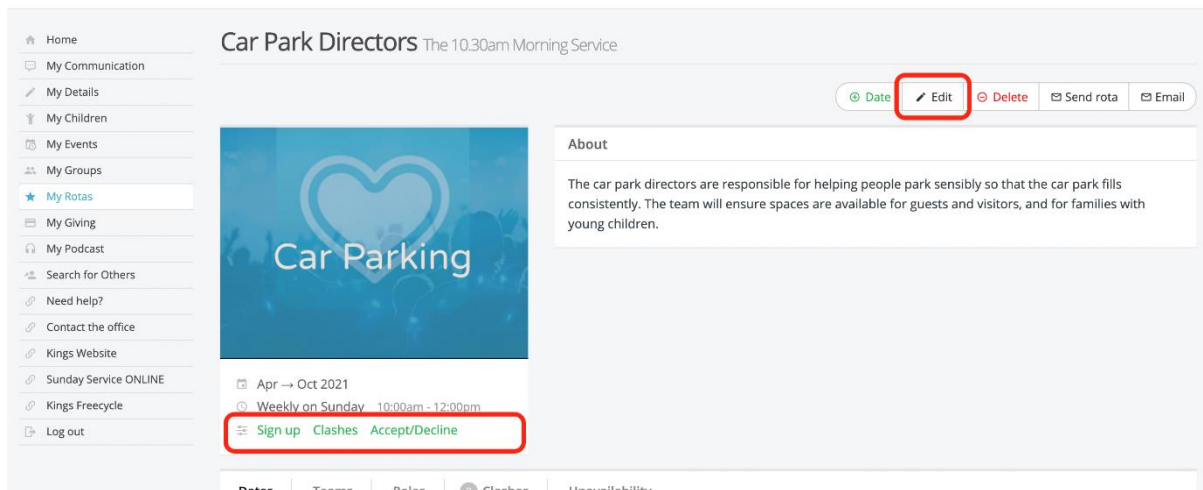 Home
My Communication
My Details
My Children
My Events
My Groups
My Rotas
My Giving
My Podcast
Search for Others
Need help?
Contact the office
Kings Website
Sunday Service ONLINE
Kings Freecycle
Log out
Car Park Directors The 10.30am Morning Service
Date Edit Delete Send rota Email
Car Parking
Apr → Oct 2021
Weekly on Sunday 10:00am - 12:00pm
Sign up Clashes Accept/Decline
About
The car park directors are responsible for helping people park sensibly so that the car park fills
consistently. The team will ensure spaces are available for guests and visitors, and for families with
young children.
Dates Teams Roles Clashes Unavailability